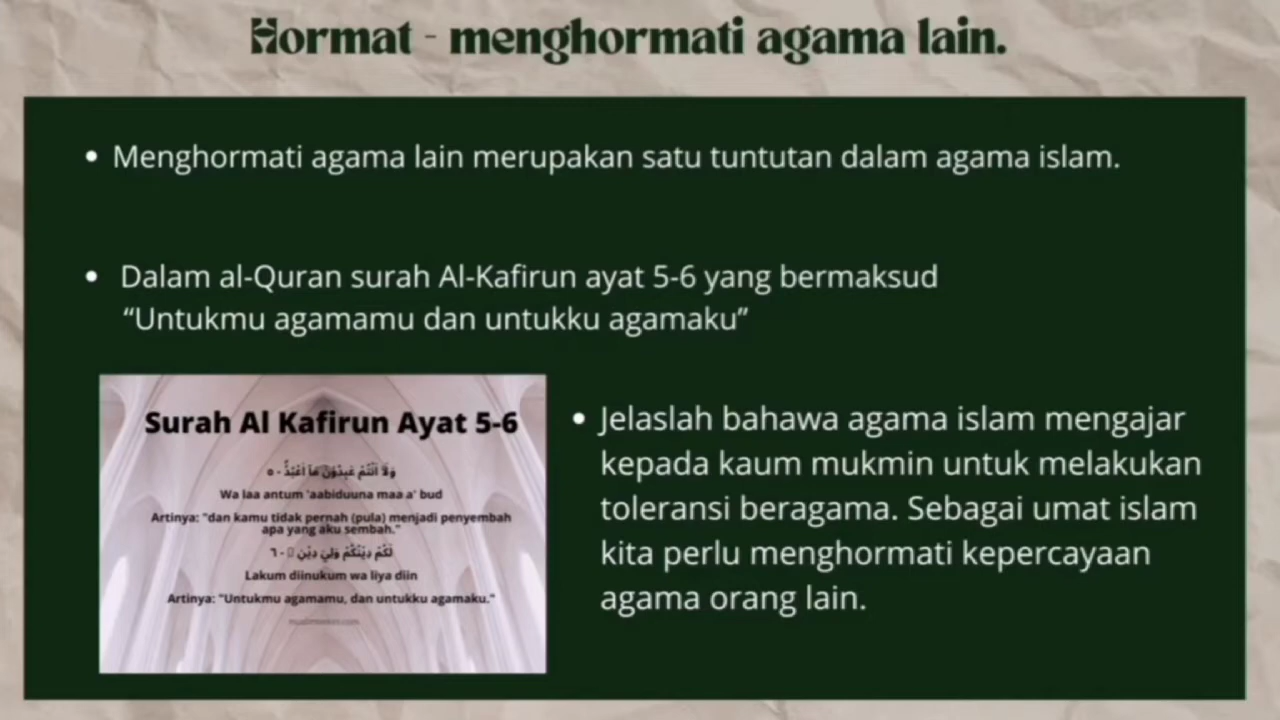 Hormat - menghormati agama lain.
• Menghormati agama lain merupakan satu tuntutan dalam agama islam.
• Dalam al-Quran surah Al-Kafirun ayat 5-6 yang bermaksud
“Untukmu agamamu dan untukku agamaku”
Surah Al Kafirun Ayat 5-6
وَلَآ اَنْتُمْ عٰبِدُوْنَ مَآ اَعْبُدُۗ - ٥
Wa laa antum 'aabiduuna maa a' bud
Artinya: "dan kamu tidak pernah (pula) menjadi penyembah
apa yang aku sembah."
لَكُمْ دِيْنُكُمْ وَلِيَ دِيْنِ - ٦
Lakum diinukum wa liya diin
Artinya: "Untukmu agamamu, dan untukku agamaku."
• Jelaslah bahawa agama islam mengajar
kepada kaum mukmin untuk melakukan
toleransi beragama. Sebagai umat islam
kita perlu menghormati kepercayaan
agama orang lain.